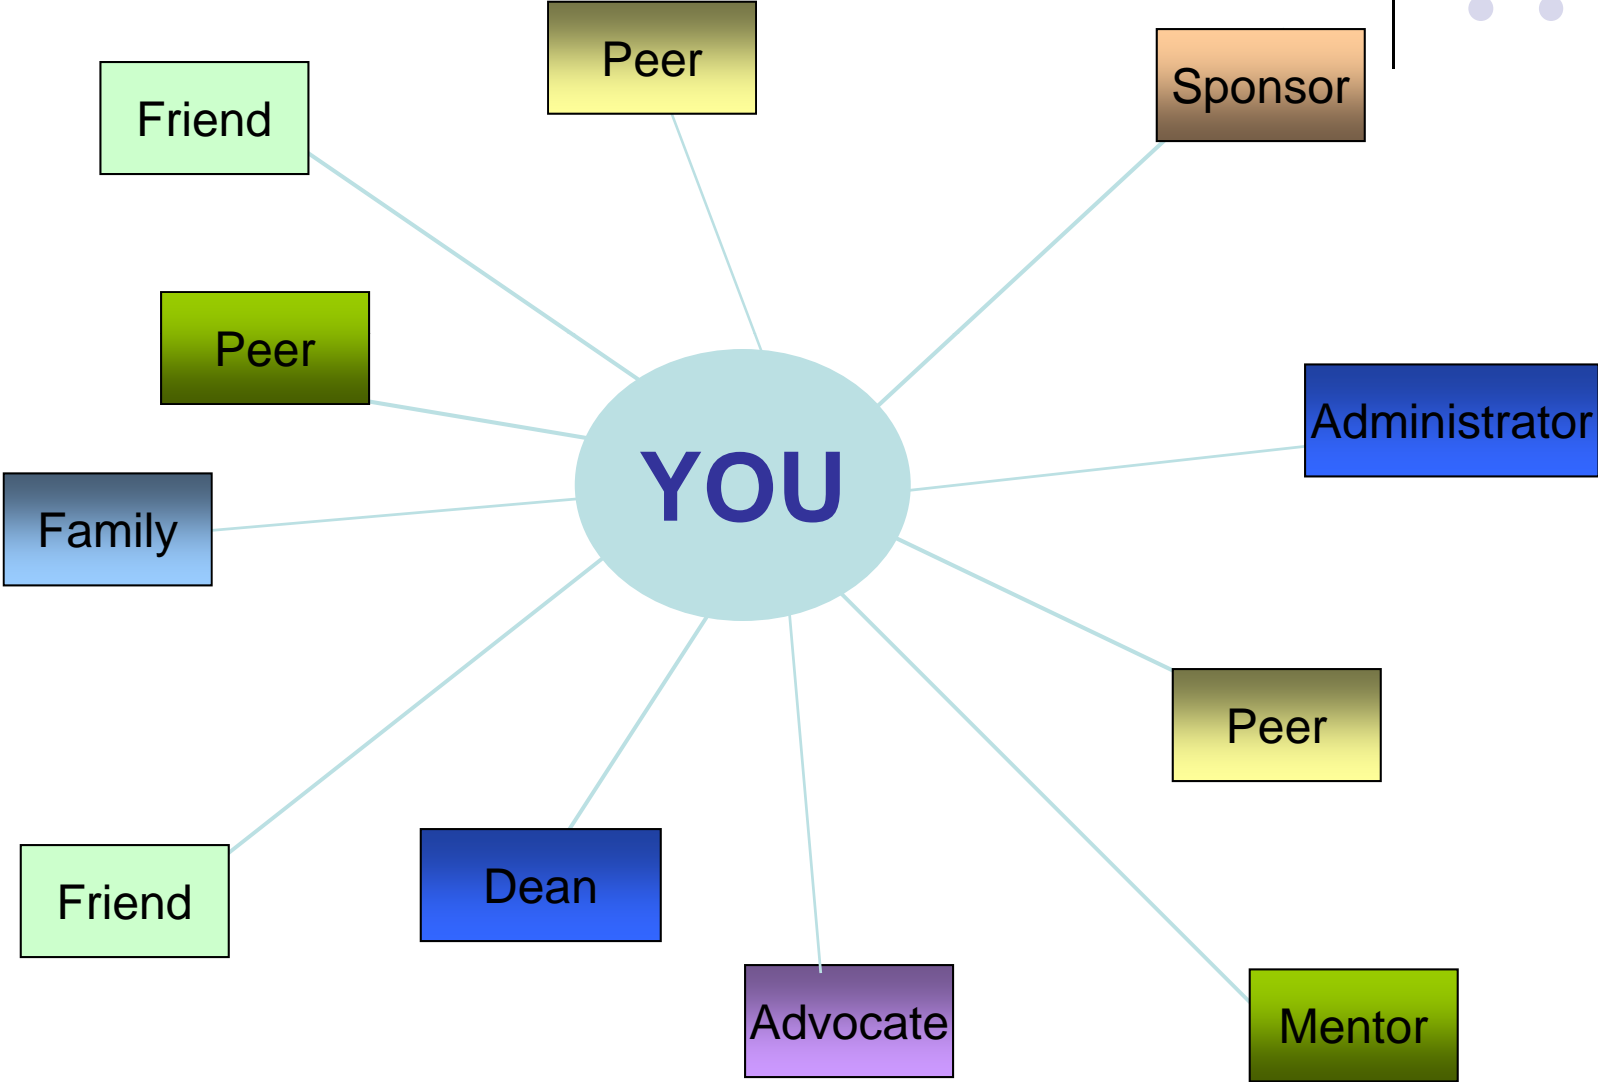 Peer
Sponsor
Friend
Peer
Administrator
YOU
Family
Peer
Dean
Friend
Advocate
Mentor